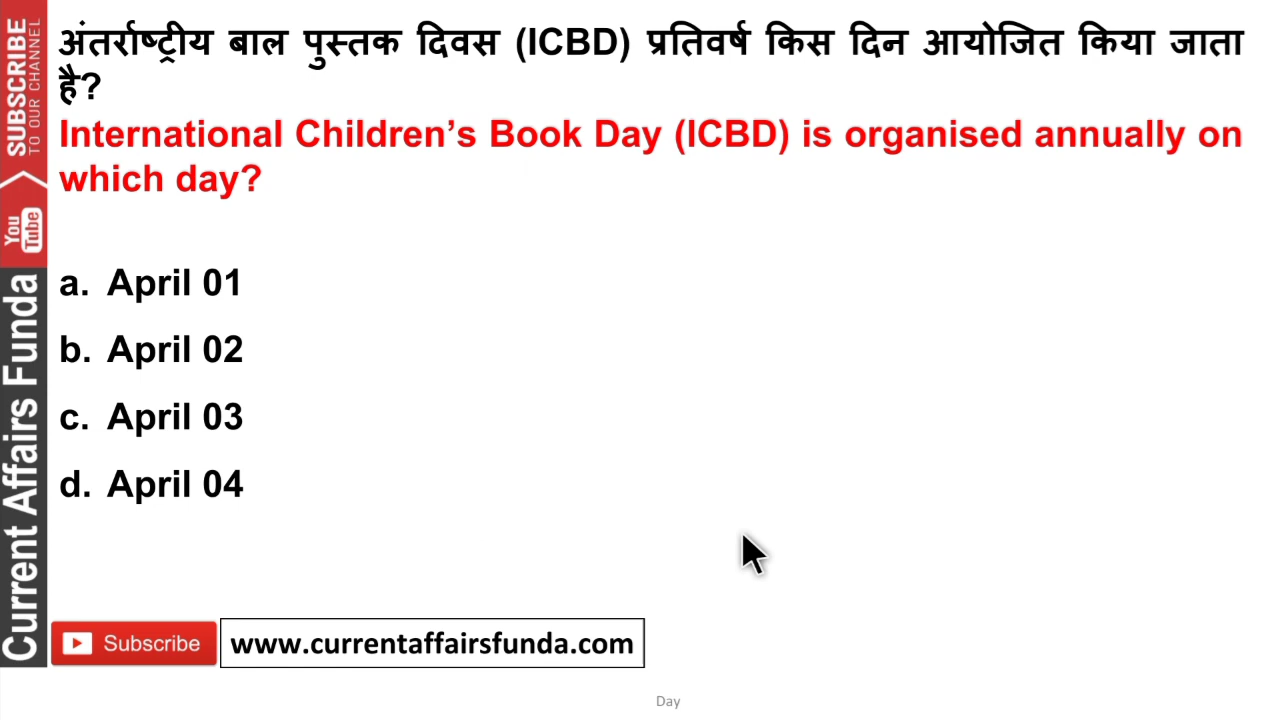 अंतर्राष्ट्रीय बाल पुस्तक दिवस (ICBD) प्रतिवर्ष किस दिन आयोजित किया जाता
है?
International Children’s Book Day (ICBD) is organised annually on
which day?
a. April 01
b. April 02
c. April 03
d. April 04
SUBSCRIBE
TO OUR CHANNEL
You
Tube
Current Affairs Funda
Subscribe
www.currentaffairsfunda.com
Day